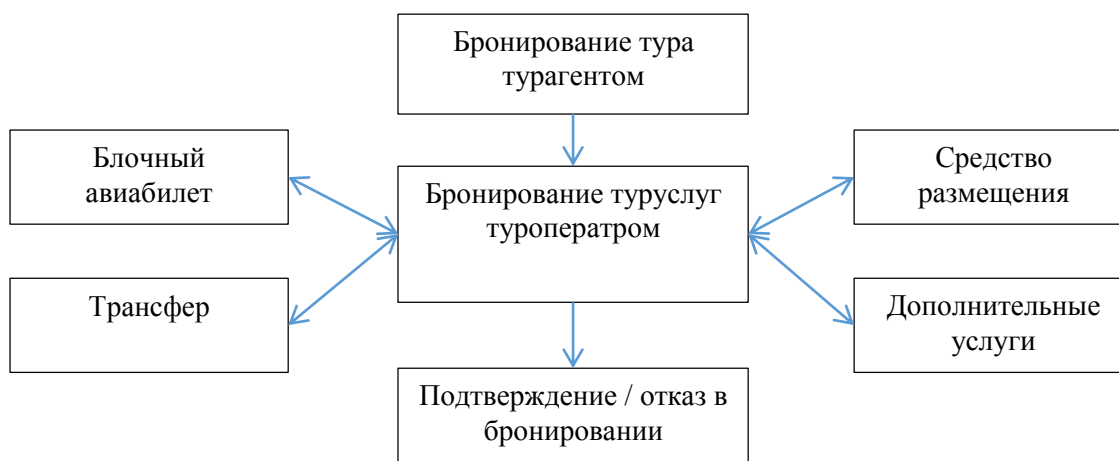 Бронирование тура
турагентом
Блочный
авиабилет
Бронирование туруслуг
туроператром
Средство
размещения
Трансфер
Дополнительные
услуги
Подтверждение / отказ в
бронировании